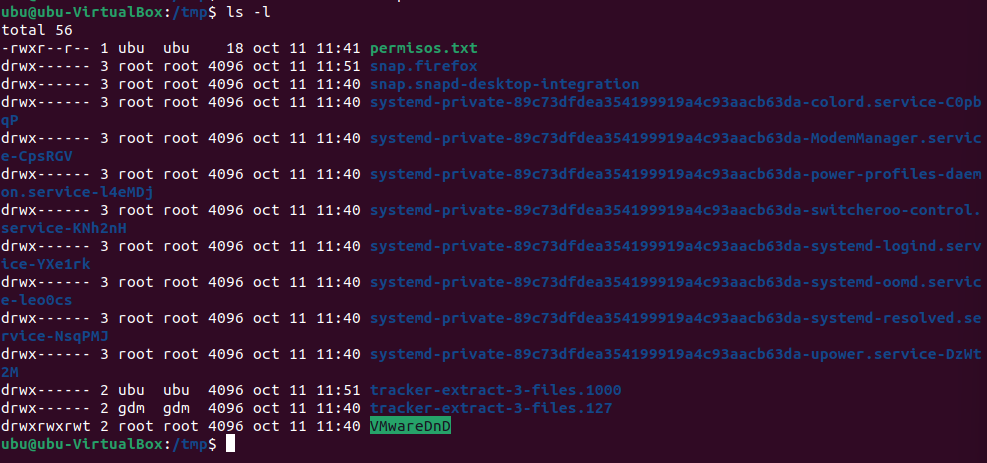 ubu@ubu-VirtualBox:/tmp$ ls -l
total 56
-rwxr--r-- 1 ubu  ubu    18 oct 11 11:41 permisos.txt
drwx------ 3 root root 4096 oct 11 11:51 snap.firefox
drwx------ 3 root root 4096 oct 11 11:40 snap.snapd-desktop-integration
drwx------ 3 root root 4096 oct 11 11:40 systemd-private-89c73dfdea354199919a4c93aacb63da-colord.service-C0pb
qP
drwx------ 3 root root 4096 oct 11 11:40 systemd-private-89c73dfdea354199919a4c93aacb63da-ModemManager.servic
e-CpsRGV
drwx------ 3 root root 4096 oct 11 11:40 systemd-private-89c73dfdea354199919a4c93aacb63da-power-profiles-daem
on.service-l4eMDj
drwx------ 3 root root 4096 oct 11 11:40 systemd-private-89c73dfdea354199919a4c93aacb63da-switcheroo-control.
service-KNh2nH
drwx------ 3 root root 4096 oct 11 11:40 systemd-private-89c73dfdea354199919a4c93aacb63da-systemd-logind.serv
ice-YXe1rk
drwx------ 3 root root 4096 oct 11 11:40 systemd-private-89c73dfdea354199919a4c93aacb63da-systemd-oomd.servic
e-leo0cs
drwx------ 3 root root 4096 oct 11 11:40 systemd-private-89c73dfdea354199919a4c93aacb63da-systemd-resolved.se
rvice-NsqPMJ
drwx------ 3 root root 4096 oct 11 11:40 systemd-private-89c73dfdea354199919a4c93aacb63da-upower.service-DzWt
2M
drwx------ 2 ubu  ubu  4096 oct 11 11:51 tracker-extract-3-files.1000
drwx------ 2 gdm  gdm  4096 oct 11 11:40 tracker-extract-3-files.127
drwxrwxrwt 2 root root 4096 oct 11 11:40 VMwareDnD
ubu@ubu-VirtualBox:/tmp$